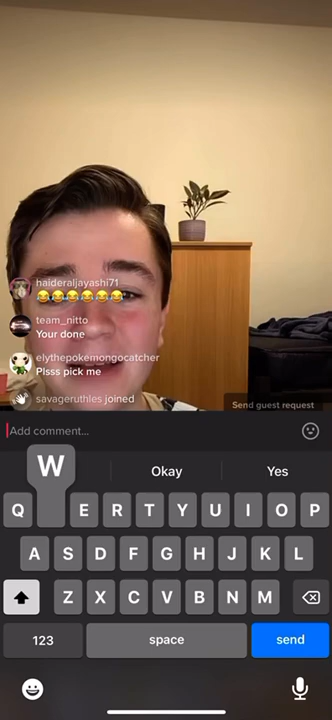 haideraljayashi71
😂😂😂😂😂😂
team_nitto
Your done
elythepokemongocatcher
Plsss pick me
savageruthles joined
Send guest request
Add comment...
W
Okay
Yes
Q E R T Y U I O P
A S D F G H J K L
Z X C V B N M
123 space send